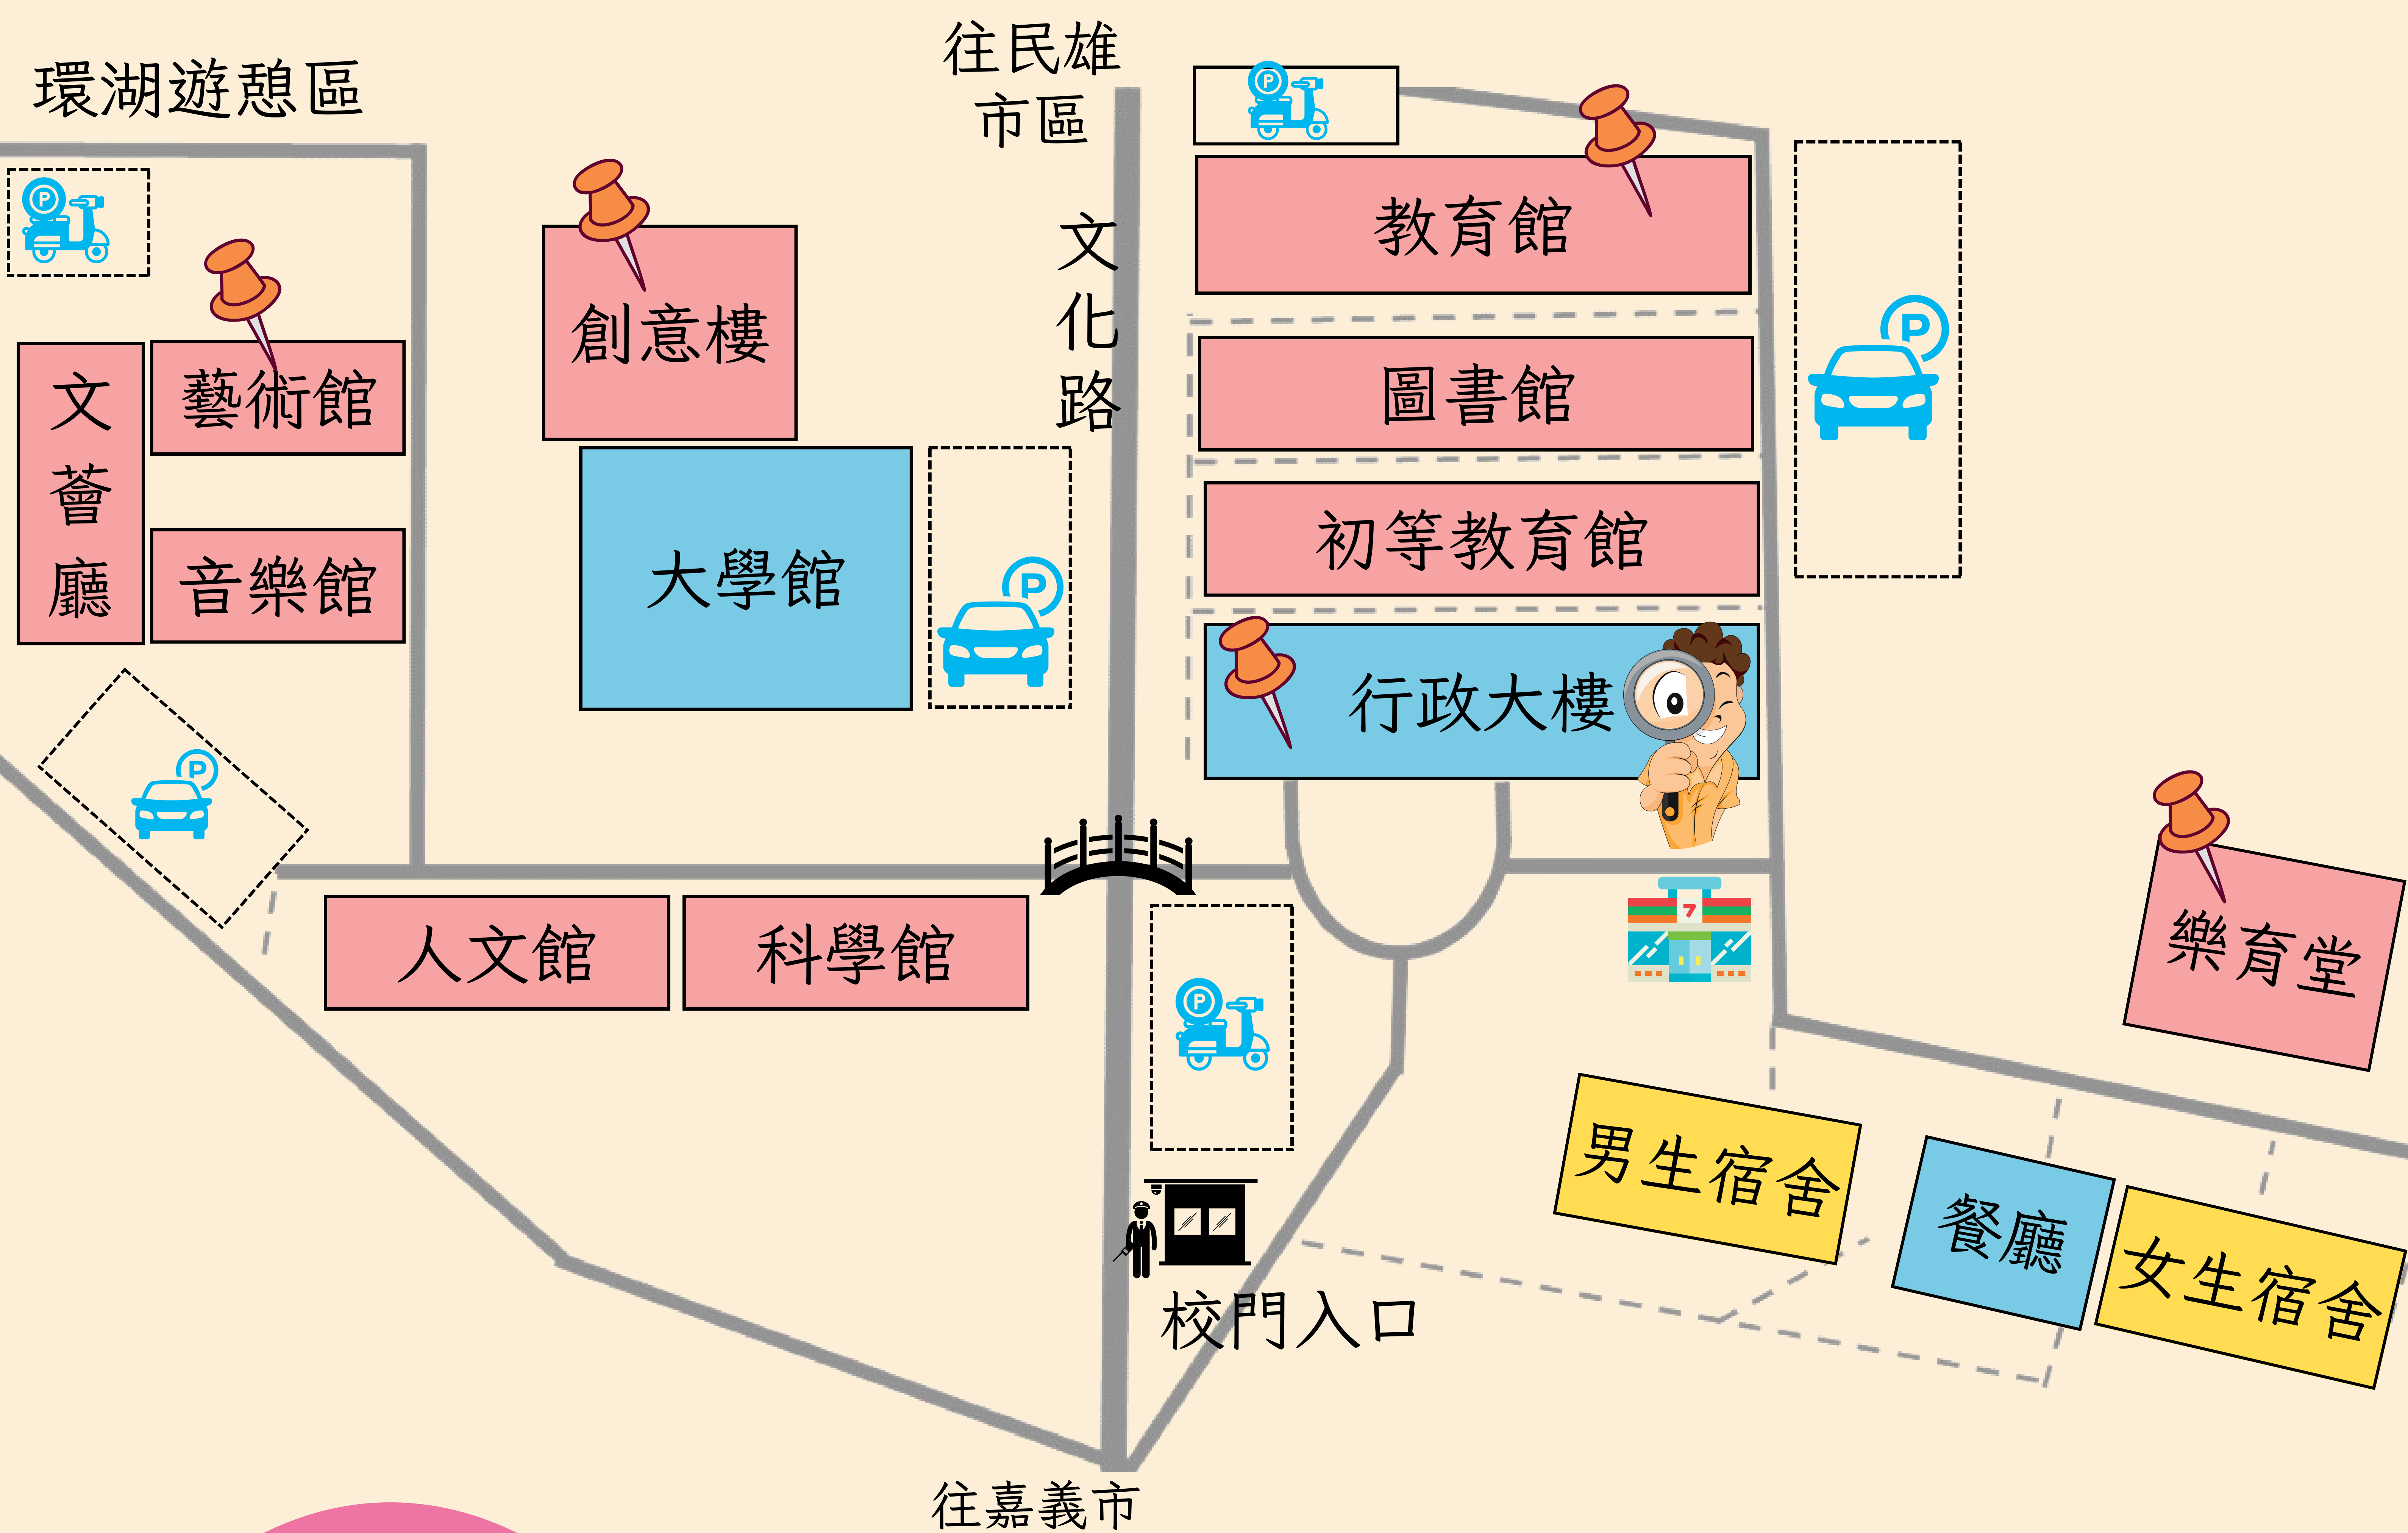 往民雄
市區
環湖遊憩區
文化路
教育館
創意樓
圖書館
文薈廳
藝術館
初等教育館
大學館
音樂館
行政大樓
人文館
科學館
7
樂育堂
男生宿舍
餐廳
女生宿舍
校門入口
往嘉義市
P
P
P
P
P
P